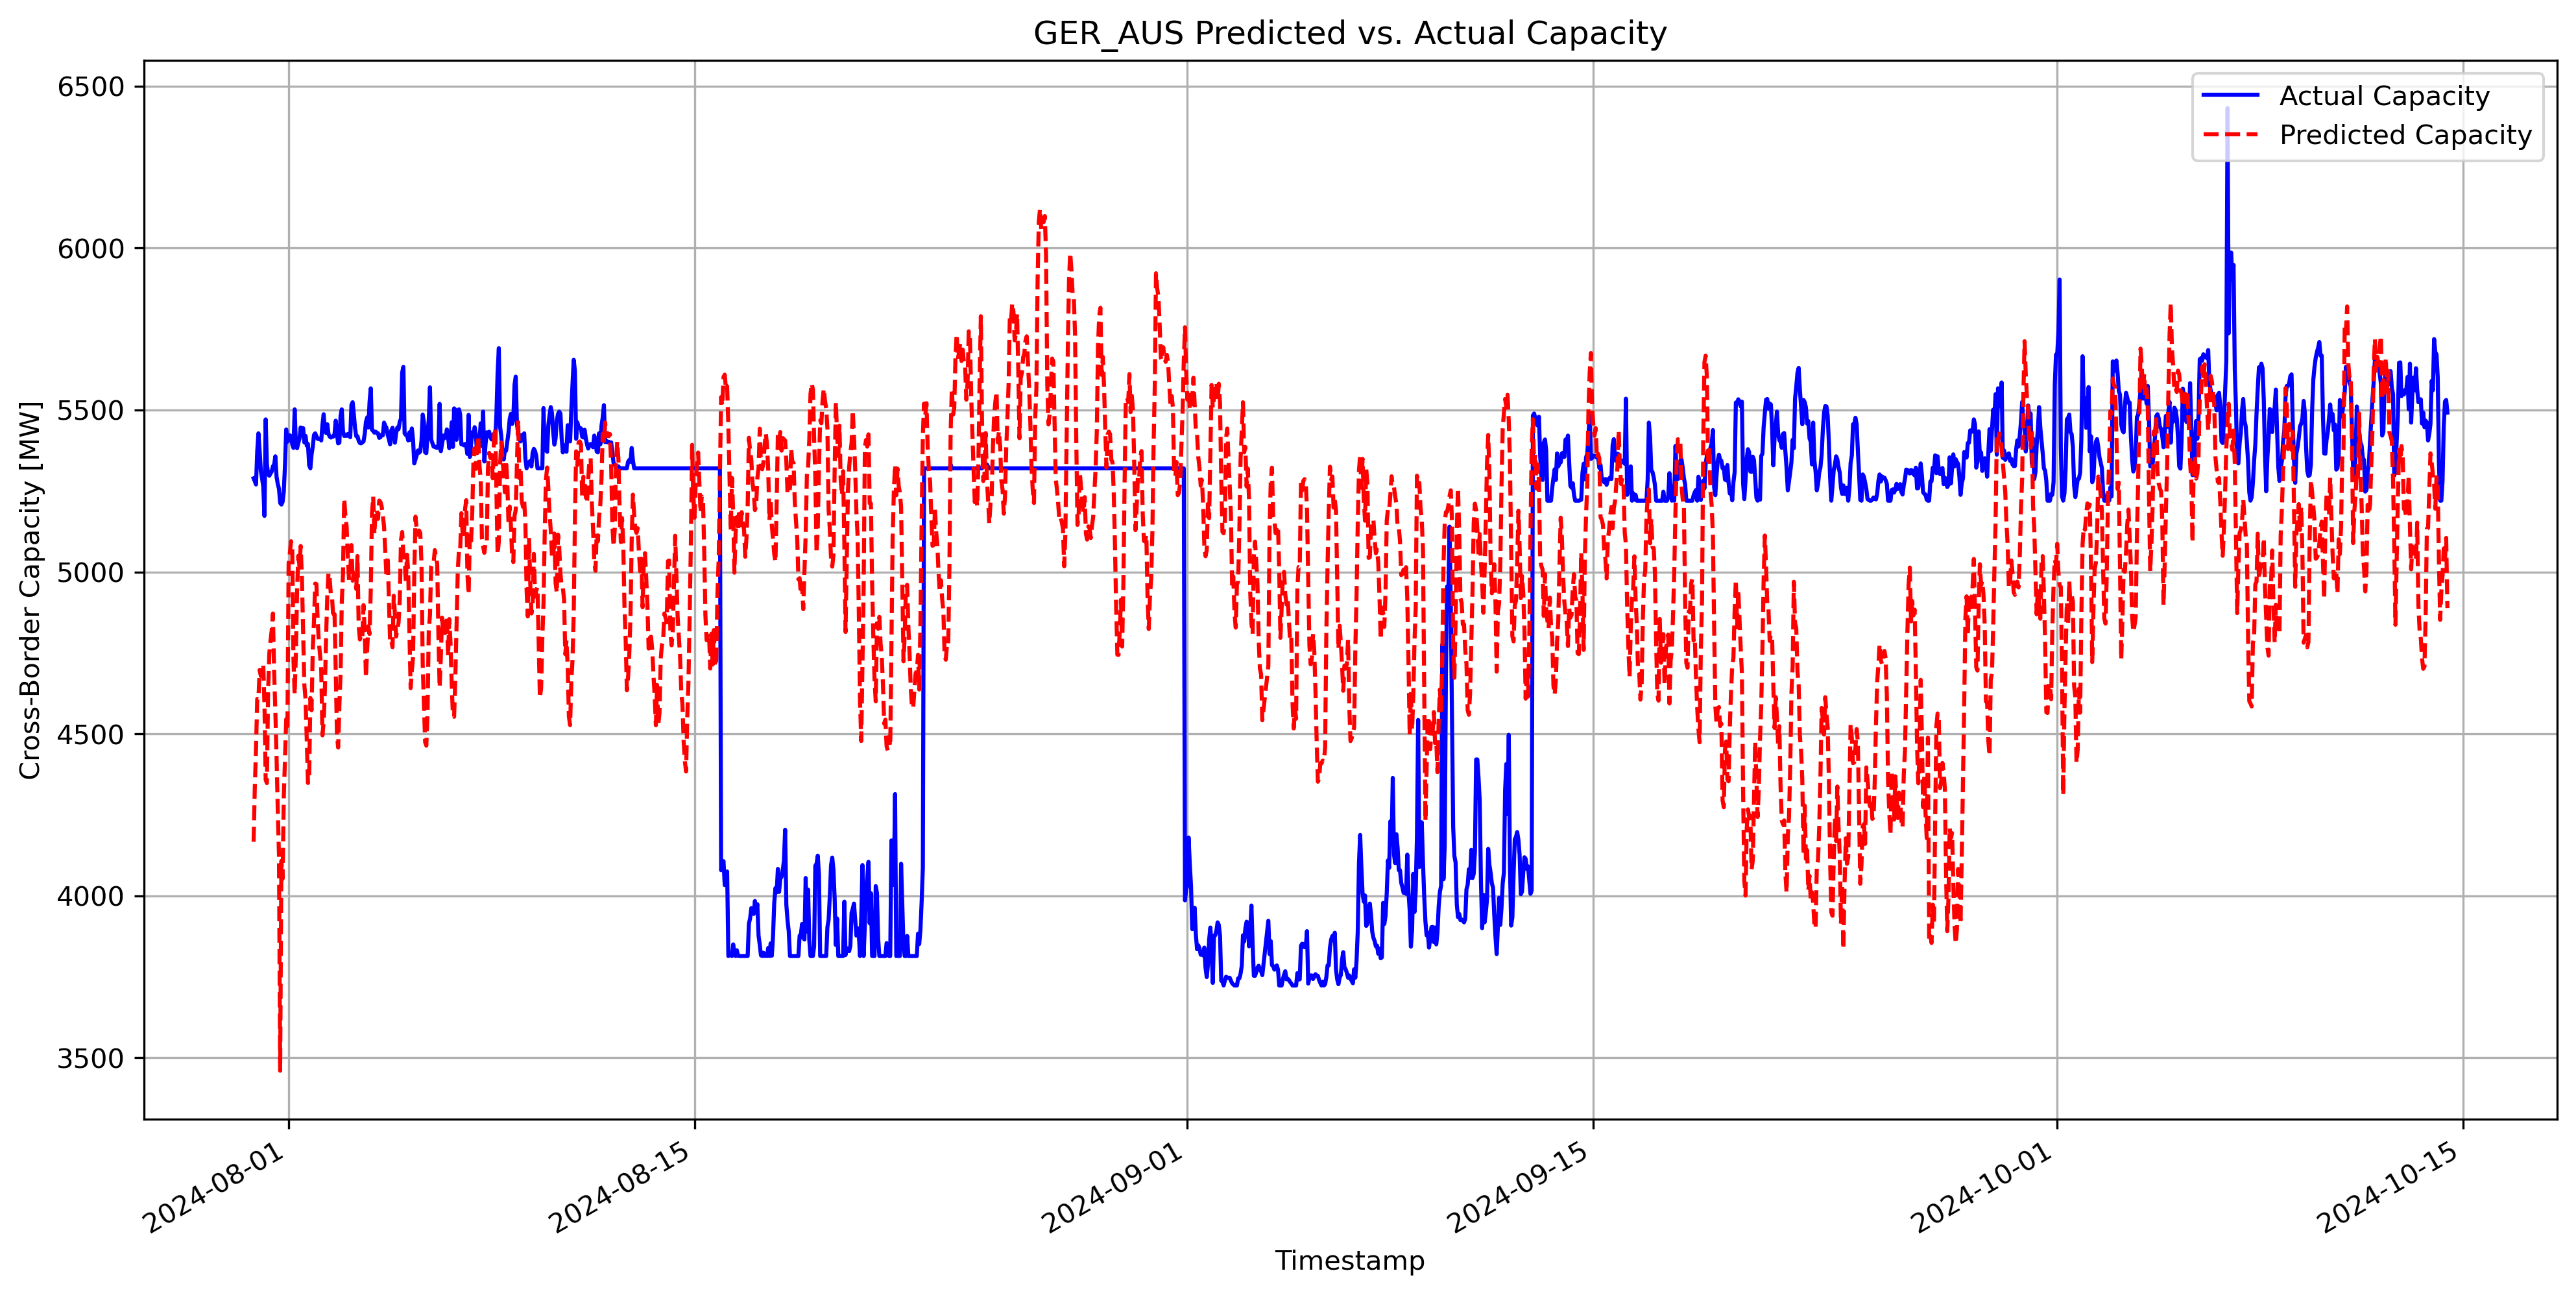 GER_AUS Predicted vs. Actual Capacity
Actual Capacity
Predicted Capacity
Cross-Border Capacity [MW]
6500
6000
5500
5000
4500
4000
3500
2024-08-01
2024-08-15
2024-09-01
2024-09-15
2024-10-01
2024-10-15
Timestamp